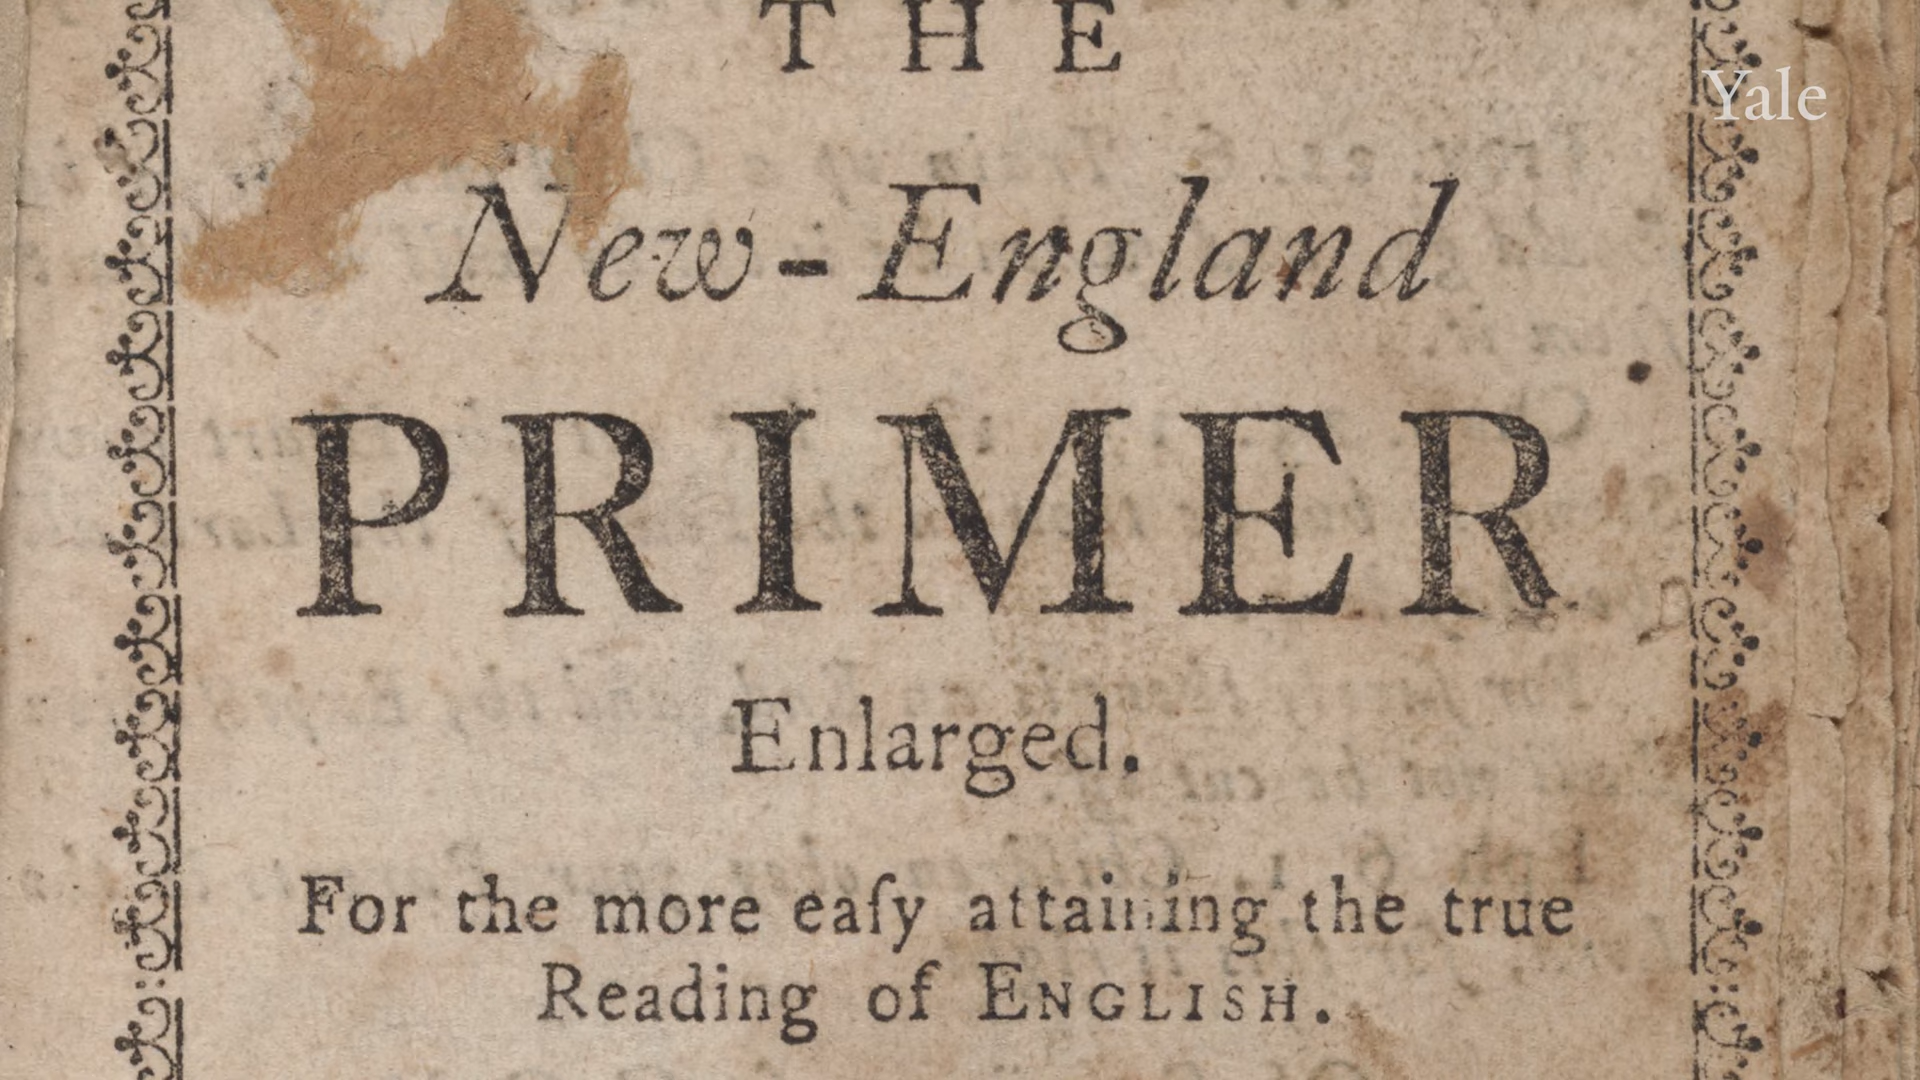 THE
Yale
New-England
PRIMER
Enlarged.
For the more eaſy attaining the true
Reading of ENGLISH.